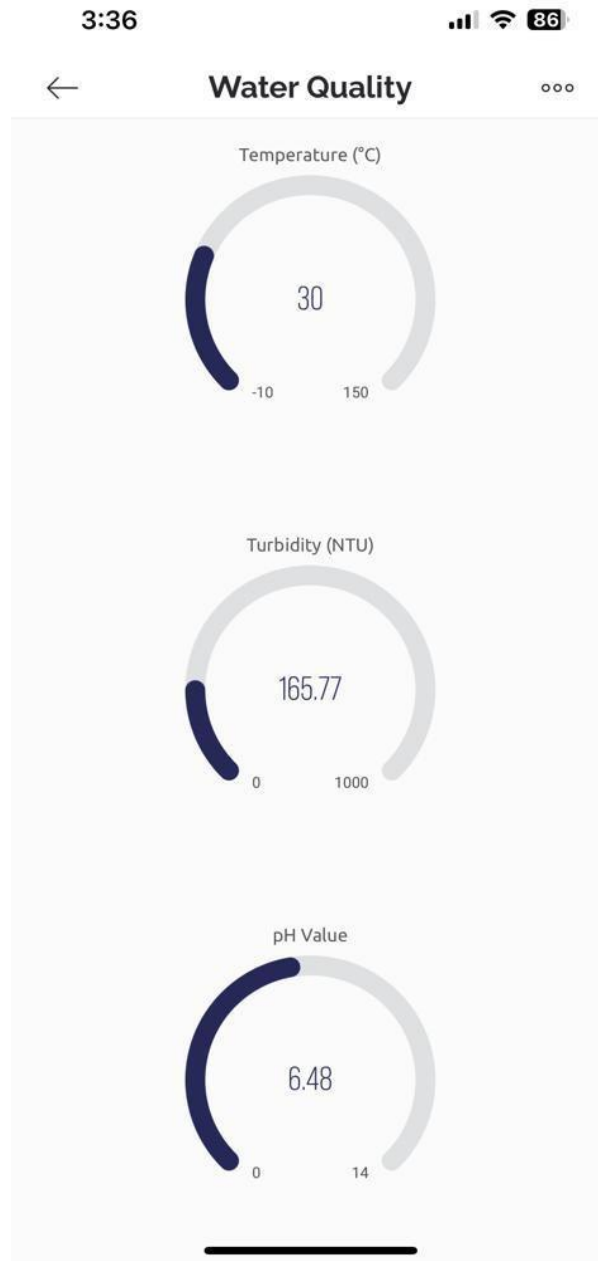 3:36 86
Water Quality
Temperature (°C)
30
-10 150
Turbidity (NTU)
165.77
0 1000
pH Value
6.48
0 14